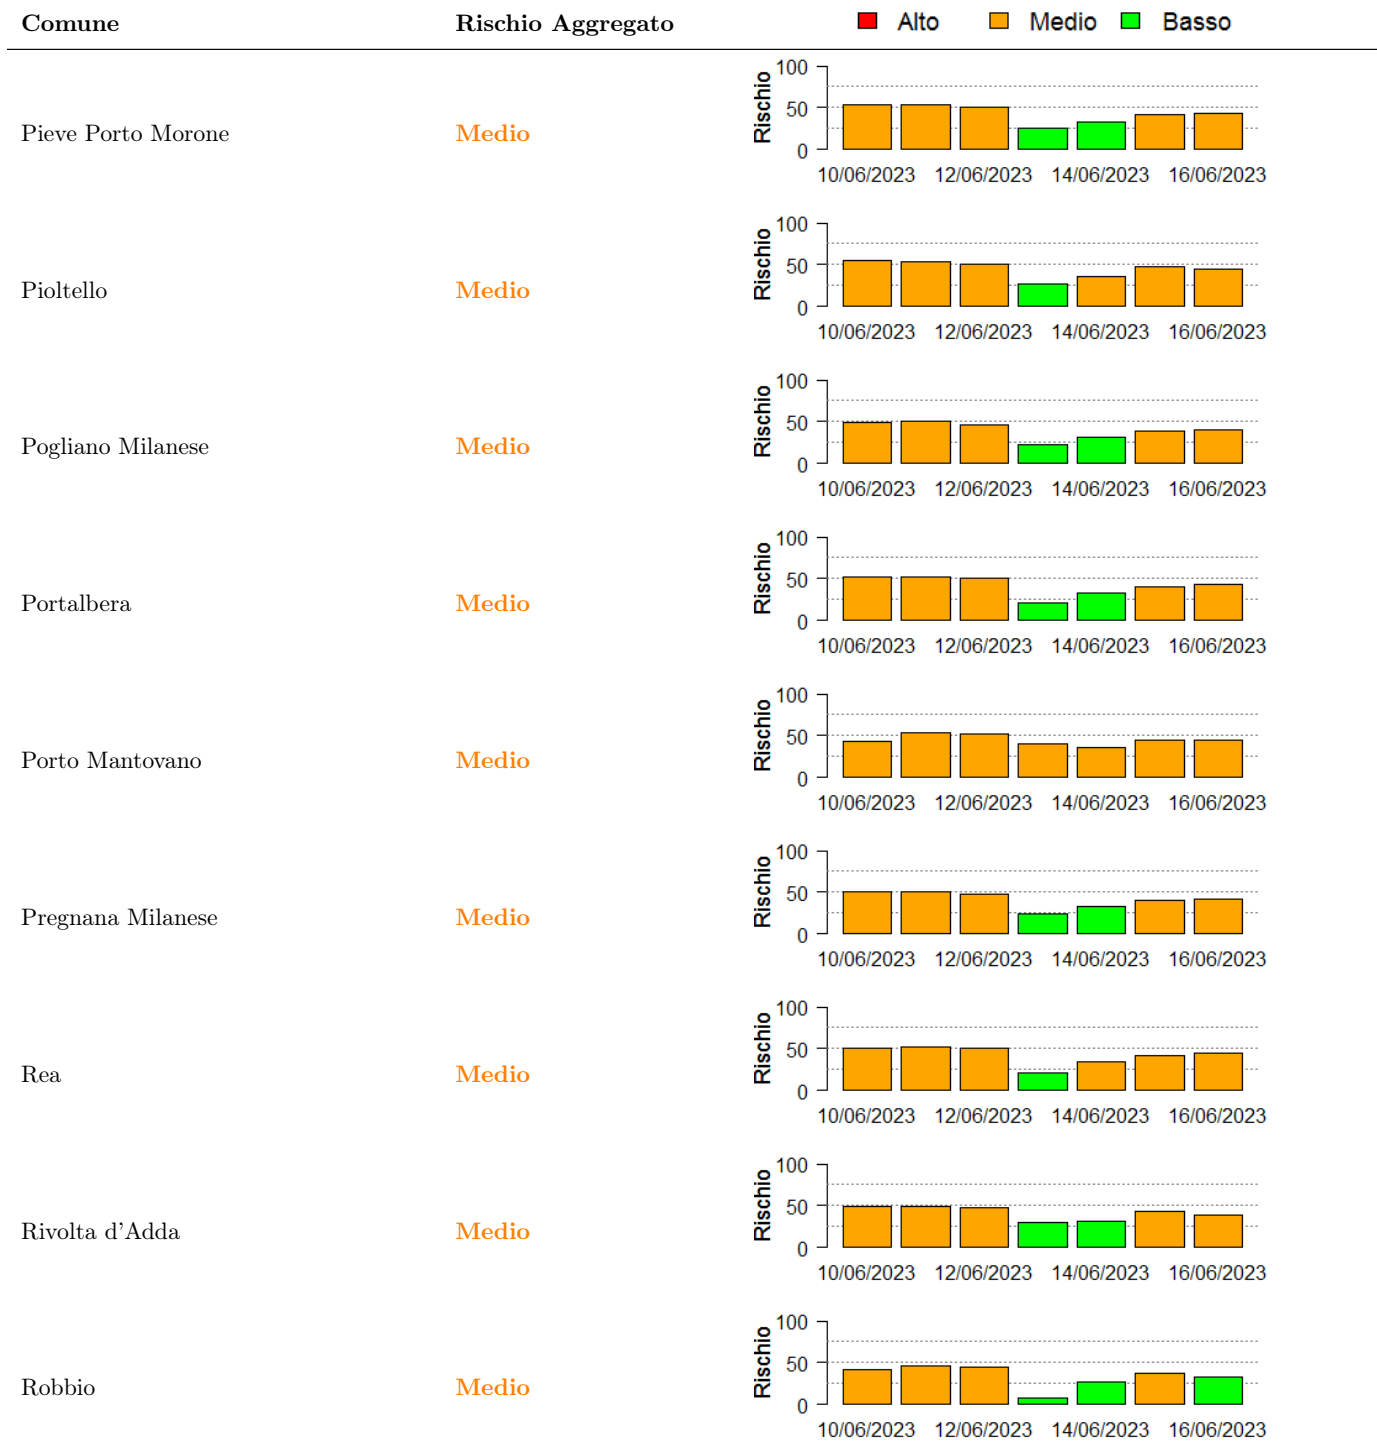 Comune Rischio Aggregato Alto Medio Basso
Pieve Porto Morone Medio
Rischio
100
50
0
10/06/2023 12/06/2023 14/06/2023 16/06/2023
Pioltello Medio
Rischio
100
50
0
10/06/2023 12/06/2023 14/06/2023 16/06/2023
Pogliano Milanese Medio
Rischio
100
50
0
10/06/2023 12/06/2023 14/06/2023 16/06/2023
Portalbera Medio
Rischio
100
50
0
10/06/2023 12/06/2023 14/06/2023 16/06/2023
Porto Mantovano Medio
Rischio
100
50
0
10/06/2023 12/06/2023 14/06/2023 16/06/2023
Pregnana Milanese Medio
Rischio
100
50
0
10/06/2023 12/06/2023 14/06/2023 16/06/2023
Rea Medio
Rischio
100
50
0
10/06/2023 12/06/2023 14/06/2023 16/06/2023
Rivolta d'Adda Medio
Rischio
100
50
0
10/06/2023 12/06/2023 14/06/2023 16/06/2023
Robbio Medio
Rischio
100
50
0
10/06/2023 12/06/2023 14/06/2023 16/06/2023